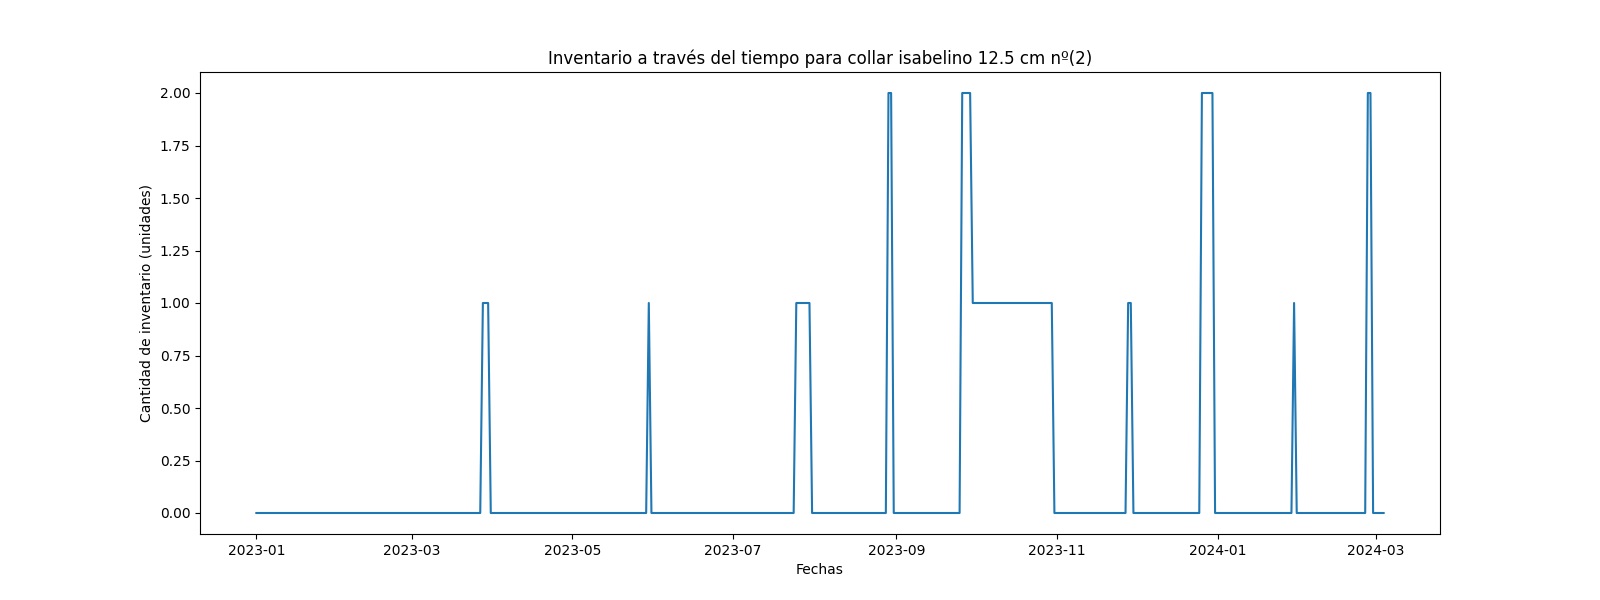 Inventario a través del tiempo para collar isabelino 12.5 cm nº(2)
Cantidad de inventario (unidades)
2.00
1.75
1.50
1.25
1.00
0.75
0.50
0.25
0.00
2023-01 2023-03 2023-05 2023-07 2023-09 2023-11 2024-01 2024-03
Fechas